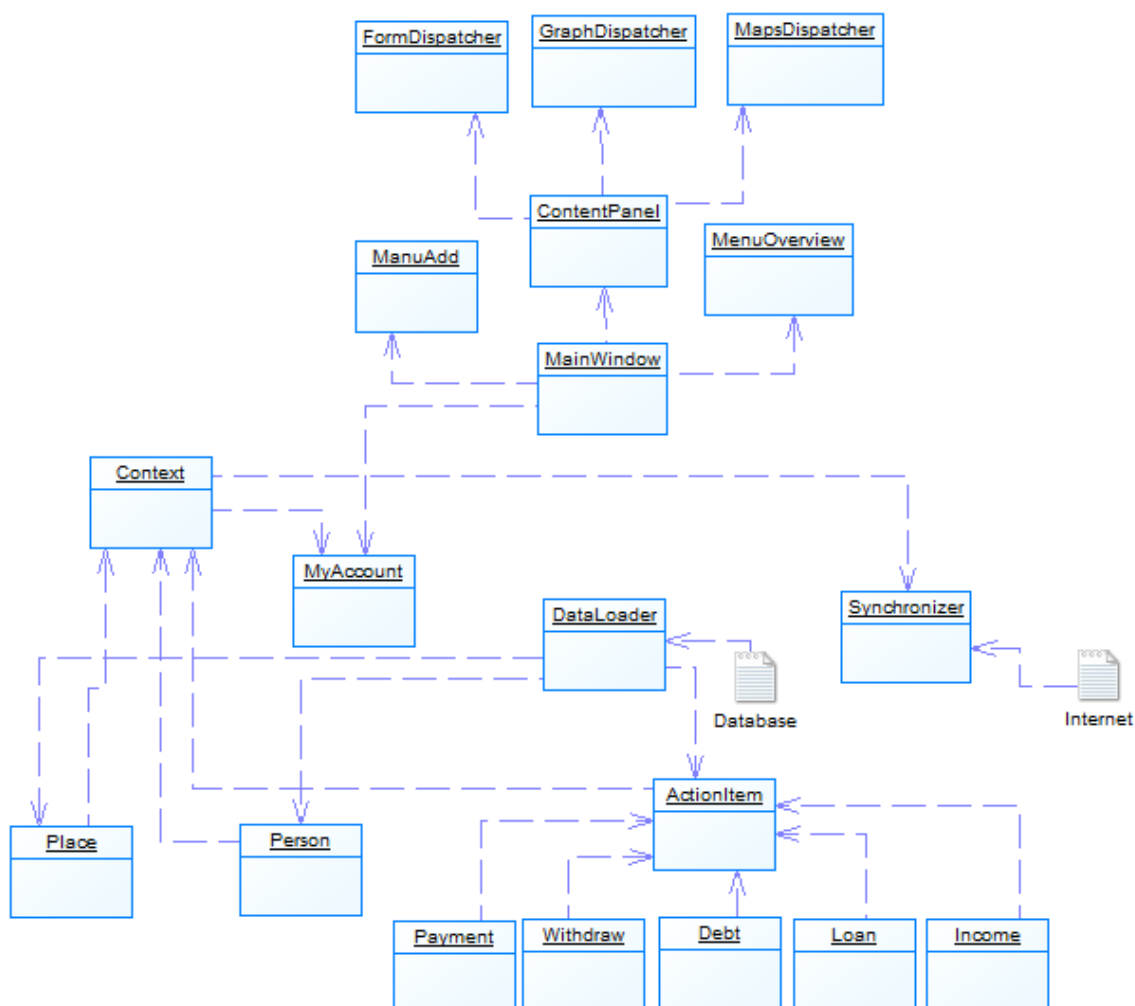 FormDispatcher
GraphDispatcher
MapsDispatcher
ContentPanel
ManuAdd
MenuOverview
MainWindow
Context
MyAccount
DataLoader
Synchronizer
Database
Internet
ActionItem
Place
Person
Payment
Withdraw
Debt
Loan
Income